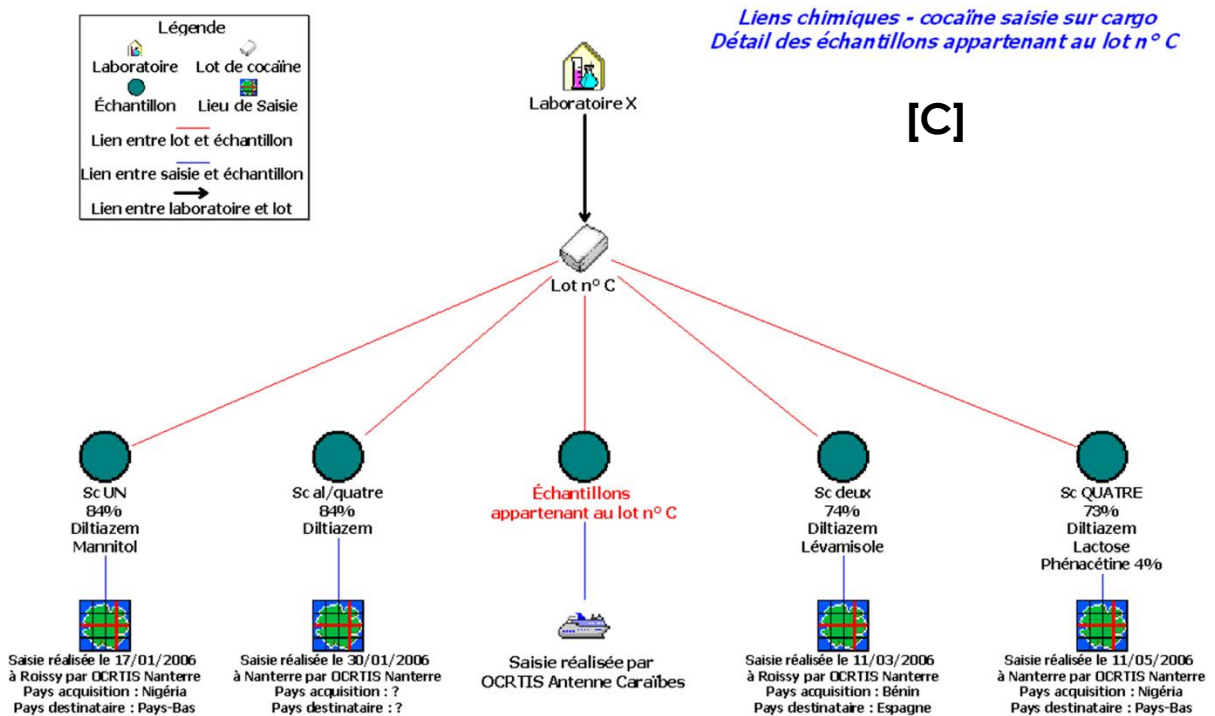 Liens chimiques - cocaïne saisie sur cargo
Détail des échantillons appartenant au lot n° C
[C]
Légende
Laboratoire
Lot de cocaïne
Échantillon
Lieu de Saisie
Lien entre lot et échantillon
Lien entre saisie et échantillon
Lien entre laboratoire et lot
Laboratoire X
Lot n° C
Sc UN
84%
Diltiazem
Mannitol
Saisie réalisée le 17/01/2006
à Roissy par OCRTIS Nanterre
Pays acquisition : Nigéria
Pays destinataire : Pays-Bas
Sc al/quatre
84%
Diltiazem
Saisie réalisée le 30/01/2006
à Nanterre par OCRTIS Nanterre
Pays acquisition : ?
Pays destinataire : ?
Échantillons
appartenant au lot n° C
Saisie réalisée par
OCRTIS Antenne Caraïbes
Sc deux
74%
Diltiazem
Lévamisole
Saisie réalisée le 11/03/2006
à Roissy par OCRTIS Nanterre
Pays acquisition : Bénin
Pays destinataire : Espagne
Sc QUATRE
73%
Diltiazem
Lactose
Phénacétine 4%
Saisie réalisée le 11/05/2006
à Nanterre par OCRTIS Nanterre
Pays acquisition : Nigéria
Pays destinataire : Pays-Bas